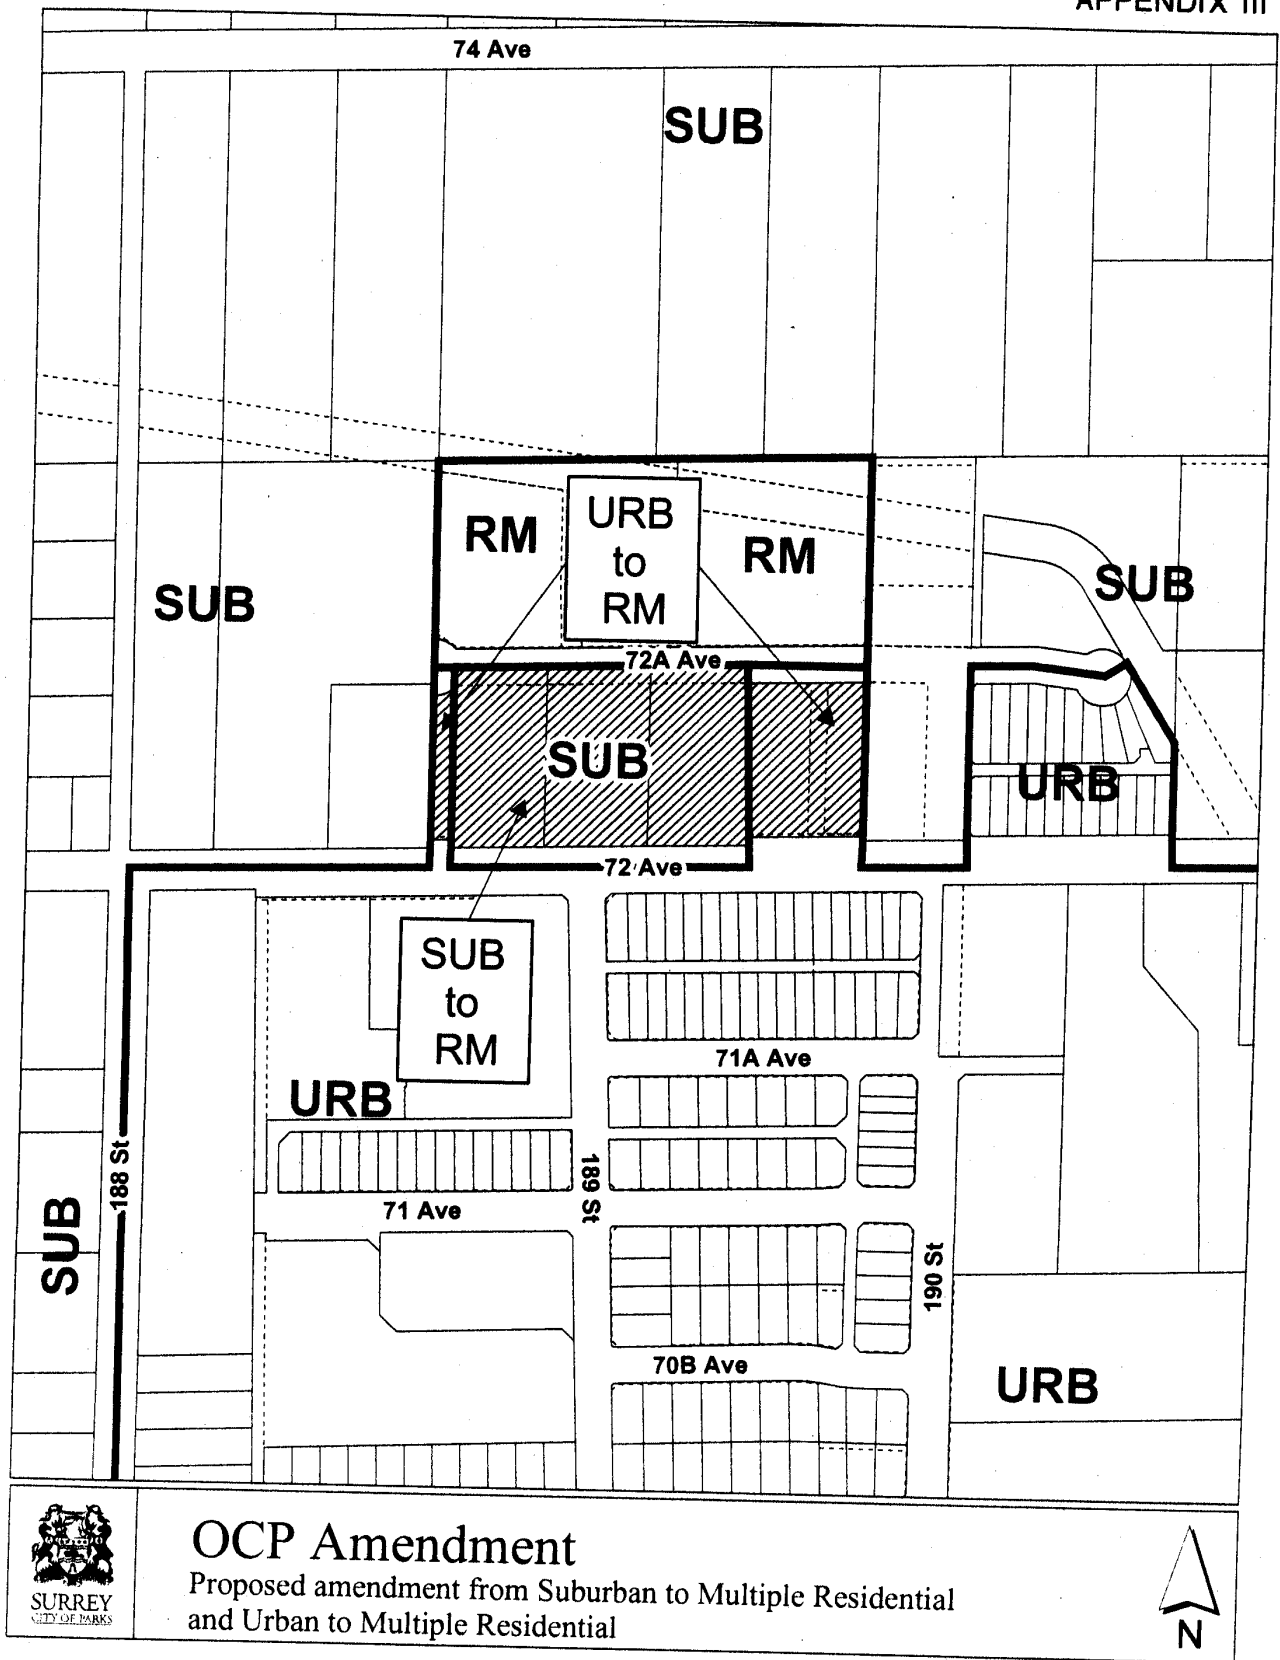 APPENDIX III
74 Ave
SUB
RM
URB
to
RM
RM
SUB
SUB
72A Ave
SUB
URB
72 Ave
SUB
to
RM
71A Ave
URB
188 St
189 St
SUB
71 Ave
190 St
70B Ave
URB
SURREY
CITY OF PARKS
OCP Amendment
Proposed amendment from Suburban to Multiple Residential
and Urban to Multiple Residential
N